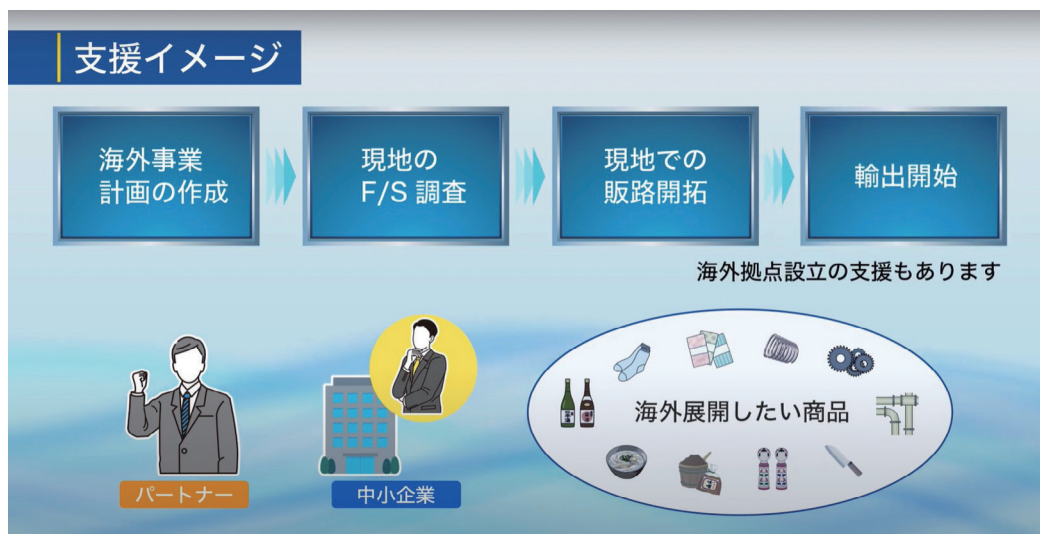 支援イメージ
海外事業
計画の作成
現地の
F/S 調査
現地での
販路開拓
輸出開始
海外拠点設立の支援もあります
海外展開したい商品
パートナー
中小企業